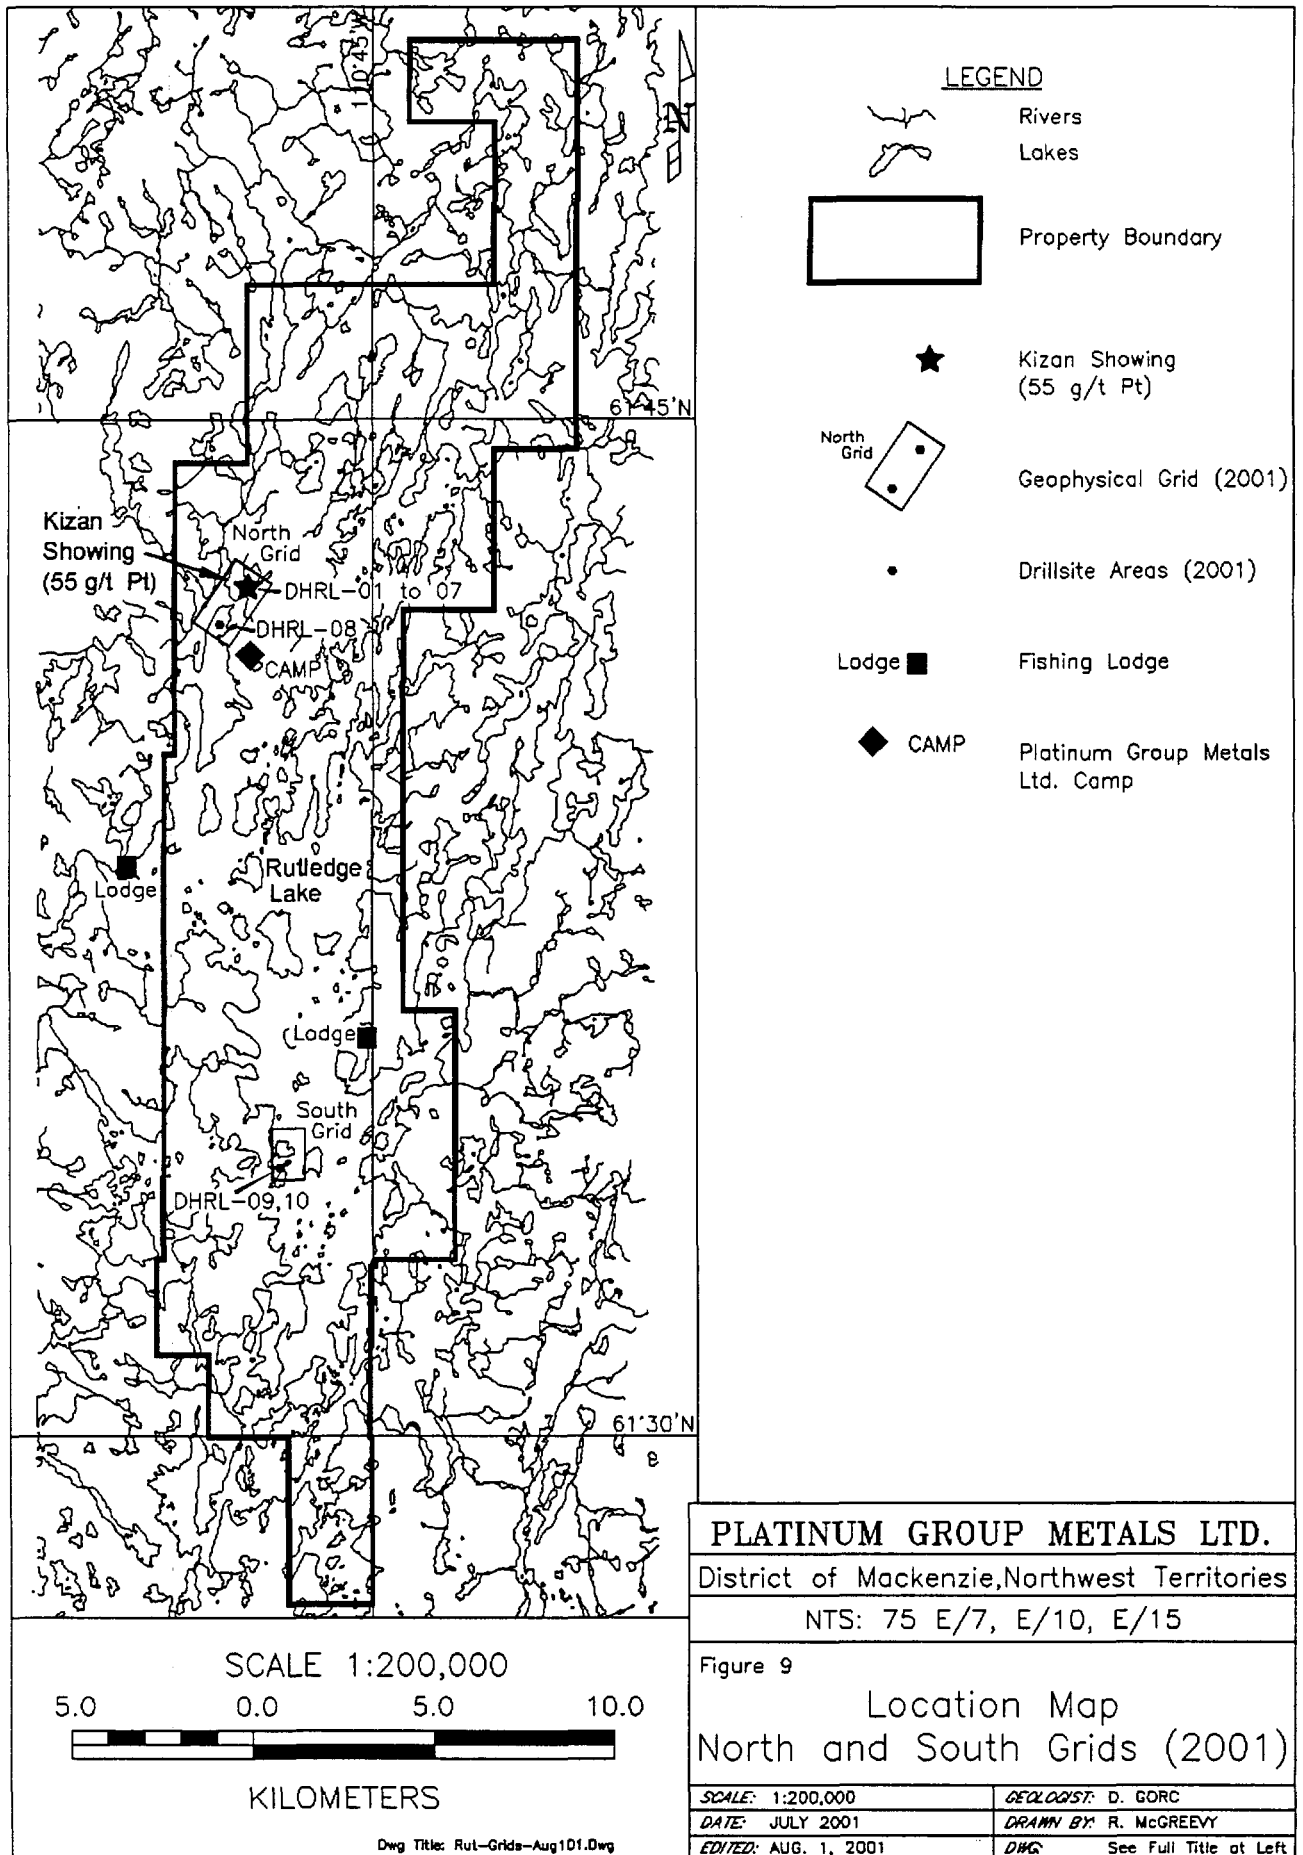 110°45'W
N
61°45'N
Kizan
Showing
(55 g/t Pt)
North
Grid
DHRL-01 to 07
DHRL-08
CAMP
Rutledge
Lake
Lodge
Lodge
South
Grid
DHRL-09,10
61°30'N
LEGEND
Rivers
Lakes
Property Boundary
Kizan Showing
(55 g/t Pt)
North
Grid
Geophysical Grid (2001)
Drillsite Areas (2001)
Lodge
Fishing Lodge
CAMP
Platinum Group Metals
Ltd. Camp
SCALE 1:200,000
5.0 0.0 5.0 10.0
KILOMETERS
Dwg Title: Rut-Grids-Aug101.Dwg
PLATINUM GROUP METALS LTD.
District of Mackenzie,Northwest Territories
NTS: 75 E/7, E/10, E/15
Figure 9
Location Map
North and South Grids (2001)
SCALE: 1:200,000
GEOLOGIST: D. GORC
DATE: JULY 2001
DRAWN BY: R. McGREEVY
EDITED: AUG. 1, 2001
DWG See Full Title at Left